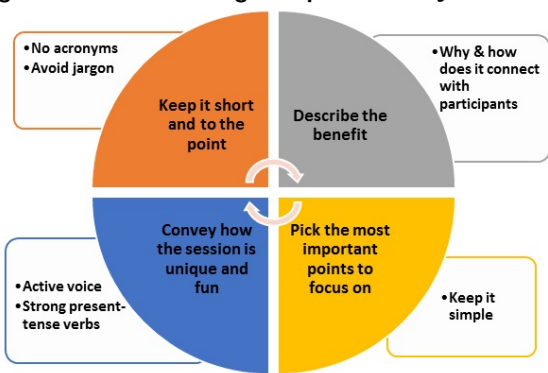 •No acronyms
•Avoid jargon
Keep it short
and to the
point
Describe the
benefit
•Why & how
does it connect
with
participants
Convey how
the session is
unique and
fun
•Active voice
•Strong present-
tense verbs
Pick the most
important
points to
focus on
•Keep it
simple